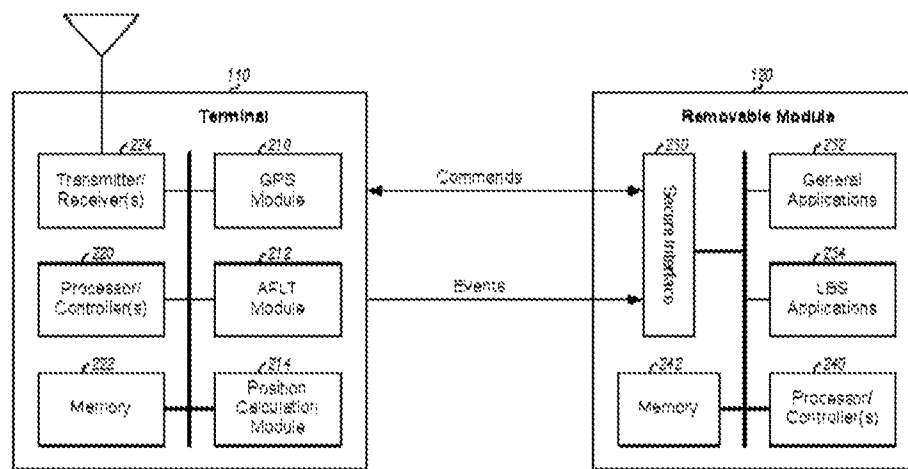 110
120
Terminal
Removable Module
224
210
230
232
Transmitter/
Receiver(s)
GPS
Module
Commands
Secure Interface
General
Applications
220
212
234
Processor/
Controller(s)
AFLT
Module
Events
LBS
Applications
222
214
242
240
Memory
Position
Calculation
Module
Memory
Processor/
Controller(s)